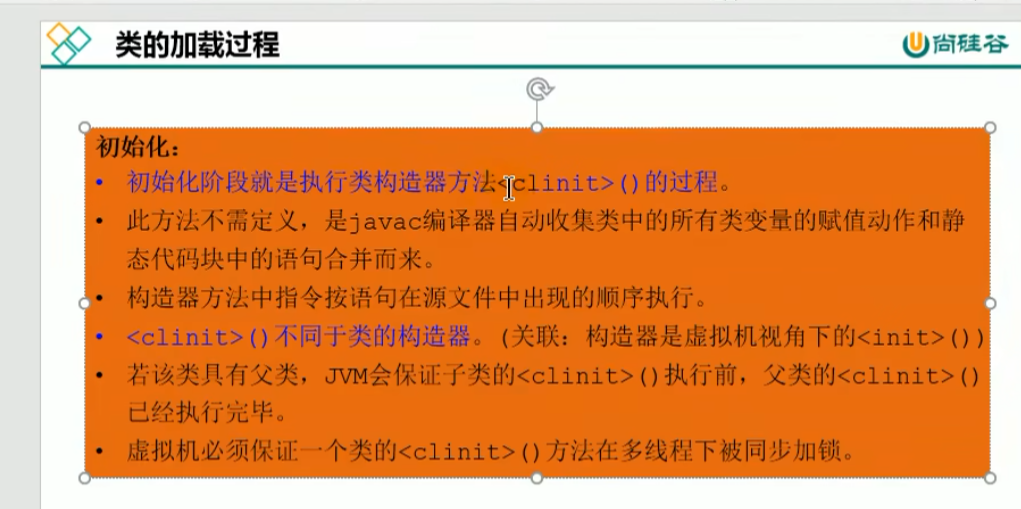 类的加载过程
尚硅谷
初始化：
• 初始化阶段就是执行类构造器方法<clinit>()的过程。
• 此方法不需定义，是javac编译器自动收集类中的所有类变量的赋值动作和静
态代码块中的语句合并而来。
• 构造器方法中指令按语句在源文件中出现的顺序执行。
• <clinit>()不同于类的构造器。(关联：构造器是虚拟机视角下的<init>())
• 若该类具有父类，JVM会保证子类的<clinit>()执行前，父类的<clinit>()
已经执行完毕。
• 虚拟机必须保证一个类的<clinit>()方法在多线程下被同步加锁。